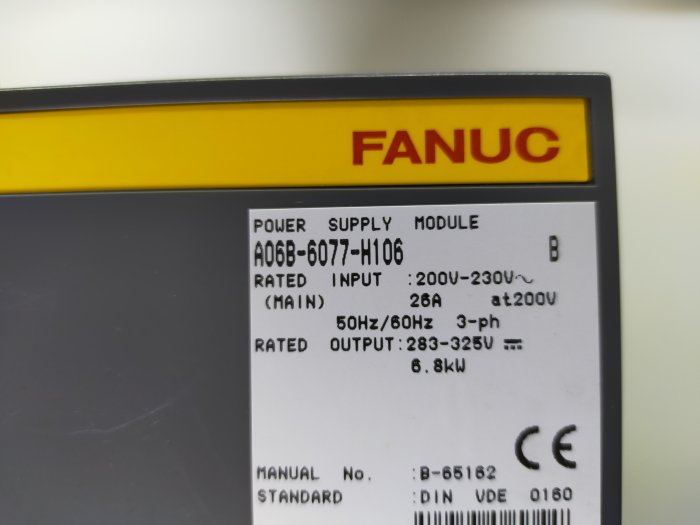 FANUC
POWER SUPPLY MODULE
A06B-6077-H106 B
RATED INPUT :200V-230V~
(MAIN) 26A at200V
50Hz/60Hz 3-ph
RATED OUTPUT:283-325V ⎓
6.8kW
CE
MANUAL No. :B-65162
STANDARD :DIN VDE 0160